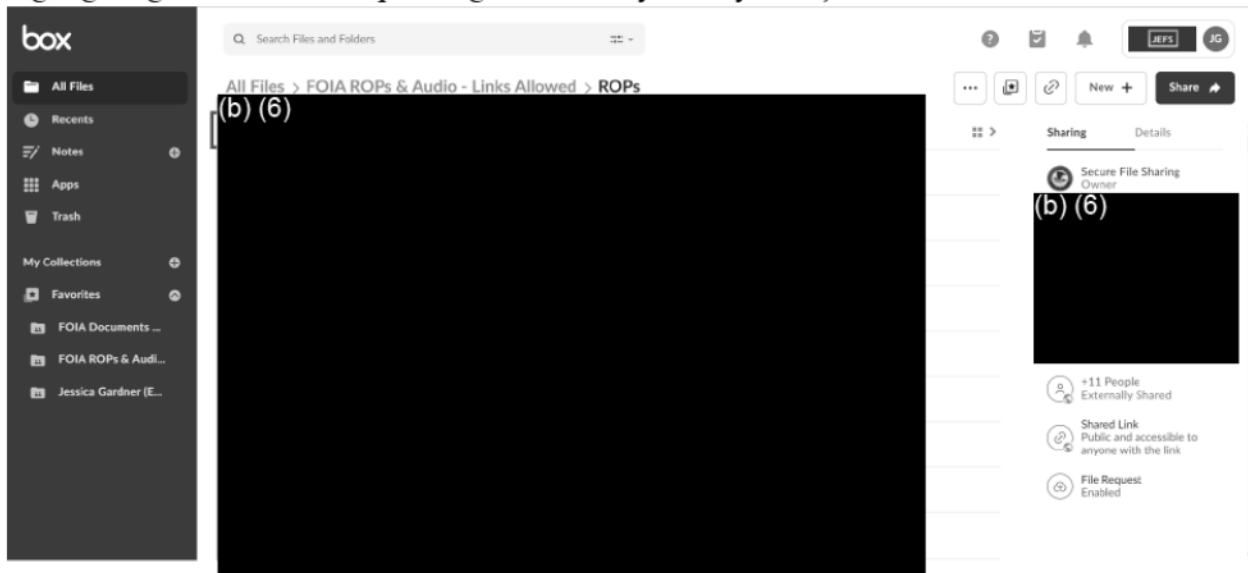 box
Search Files and Folders
JEFS
JG
All Files
Recents
Notes
Apps
Trash
My Collections
Favorites
FOIA Documents ...
FOIA ROPs & Audi...
Jessica Gardner (E...
All Files > FOIA ROPs & Audio - Links Allowed > ROPs
New +
Share
(b) (6)
Sharing
Details
Secure File Sharing
Owner
(b) (6)
+11 People
Externally Shared
Shared Link
Public and accessible to
anyone with the link
File Request
Enabled